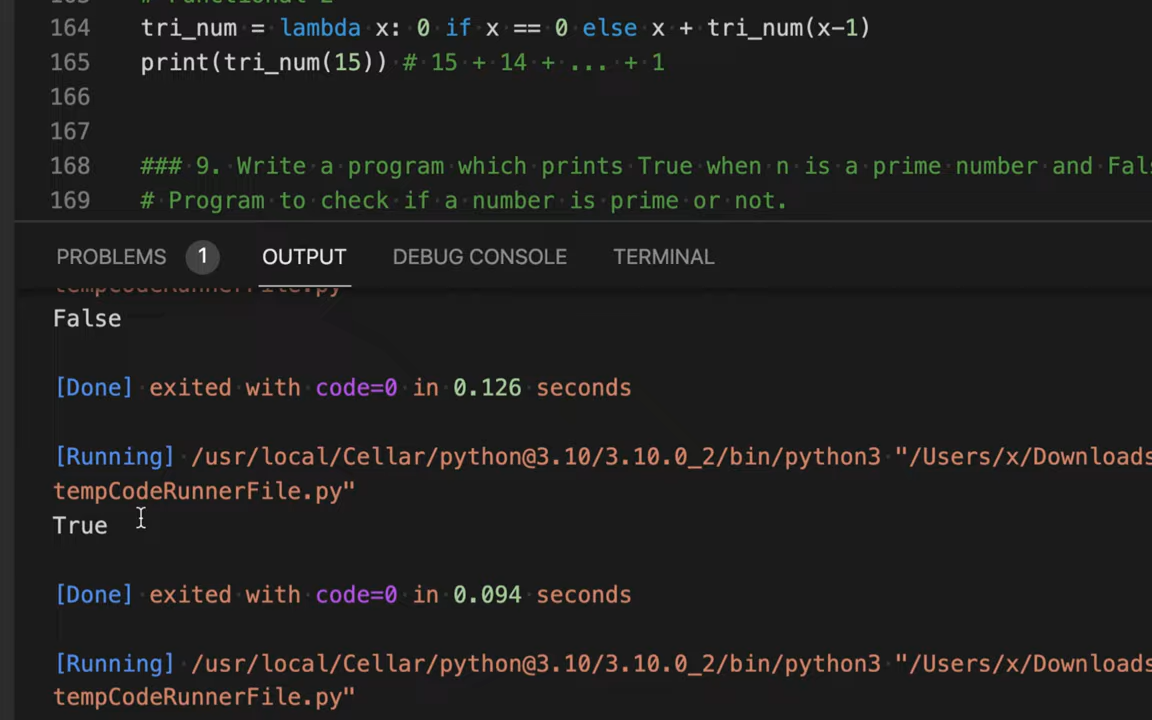 164 tri_num = lambda x: 0 if x == 0 else x + tri_num(x-1)
165 print(tri_num(15)) # 15 + 14 + ... + 1
166
167
168 ### 9. Write a program which prints True when n is a prime number and Fals
169 # Program to check if a number is prime or not.
PROBLEMS 1 OUTPUT DEBUG CONSOLE TERMINAL
tempCodeRunnerFile.py"
False
[Done] exited with code=0 in 0.126 seconds
[Running] /usr/local/Cellar/python@3.10/3.10.0_2/bin/python3 "/Users/x/Downloads
tempCodeRunnerFile.py"
True
[Done] exited with code=0 in 0.094 seconds
[Running] /usr/local/Cellar/python@3.10/3.10.0_2/bin/python3 "/Users/x/Downloads
tempCodeRunnerFile.py"